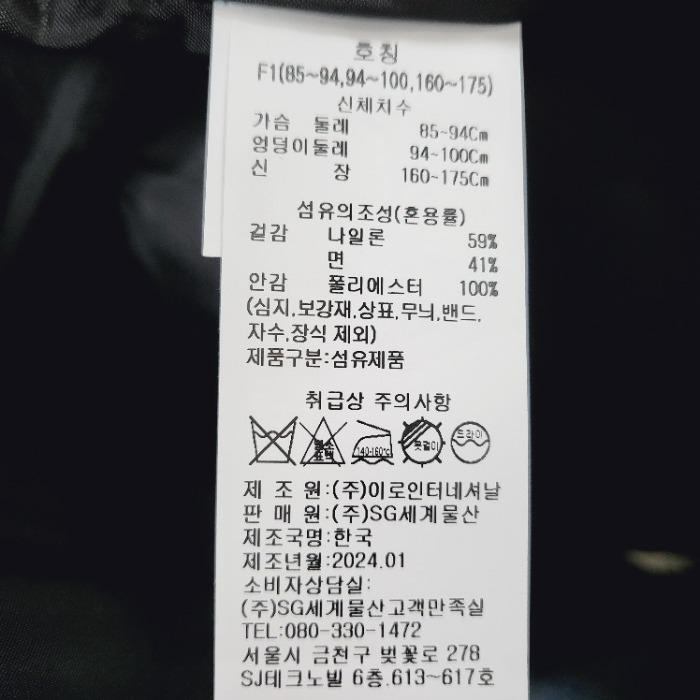 호칭
F1(85~94,94~100,160~175)
신체치수
가슴 둘레 85~94Cm
엉덩이둘레 94~100Cm
신 장 160~175Cm
섬유의조성(혼용률)
겉감 나일론 59%
면 41%
안감 폴리에스터 100%
(심지,보강재,상표,무늬,밴드,
자수,장식 제외)
제품구분:섬유제품
취급상 주의사항
염소 표백 140~160℃ 옷걸이 드라이
제 조 원:(주)이로인터네셔날
판 매 원:(주)SG세계물산
제조국명:한국
제조년월:2024.01
소비자상담실:
(주)SG세계물산고객만족실
TEL:080-330-1472
서울시 금천구 벚꽃로 278
SJ테크노빌 6층,613~617호